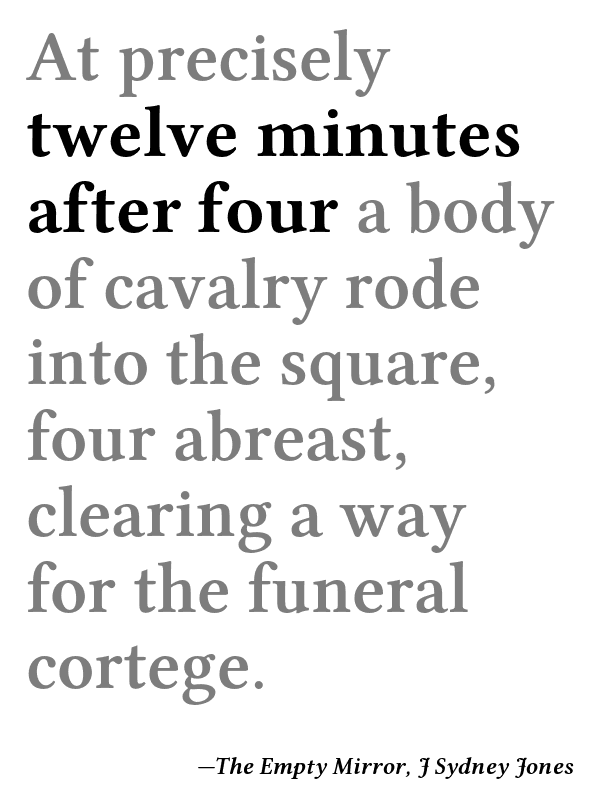 At precisely
twelve minutes
after four a body
of cavalry rode
into the square,
four abreast,
clearing a way
for the funeral
cortege.
—The Empty Mirror, J Sydney Jones